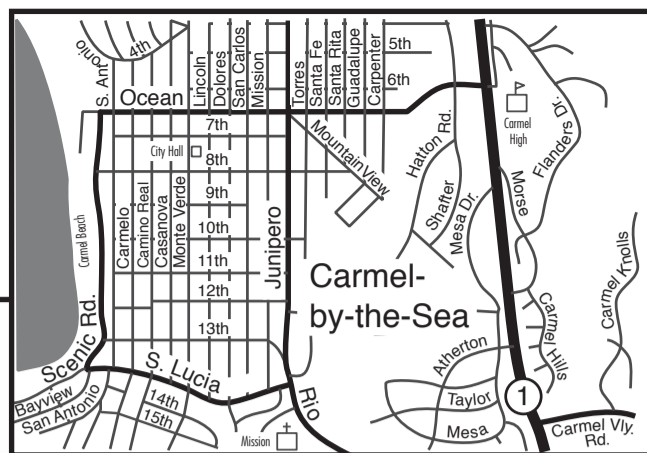 S. Antonio
4th
Lincoln
Dolores
San Carlos
Mission
Torres
Santa Fe
Santa Rita
Guadalupe
Carpenter
5th
6th
Ocean
7th
City Hall
8th
Mountain View
Hatton Rd.
Carmel
High
Flanders Dr.
Morse
Shafter
Mesa Dr.
Carmel Beach
Carmelo
Camino Real
Casanova
Monte Verde
9th
10th
11th
12th
13th
Junipero
Carmel-
by-the-Sea
Carmel Knolls
Carmel Hills
Scenic Rd.
S. Lucia
Rio
Atherton
Taylor
Mesa
1
Carmel Vly.
Rd.
Bayview
San Antonio
14th
15th
Mission